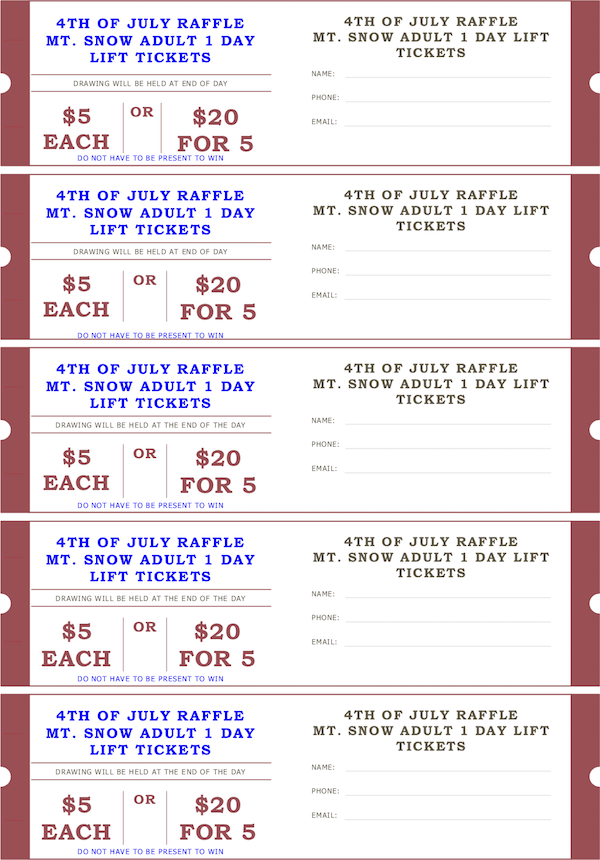 4TH OF JULY RAFFLE
MT. SNOW ADULT 1 DAY
LIFT TICKETS
DRAWING WILL BE HELD AT END OF DAY
$5
EACH
OR
$20
FOR 5
DO NOT HAVE TO BE PRESENT TO WIN
4TH OF JULY RAFFLE
MT. SNOW ADULT 1 DAY LIFT
TICKETS
NAME:
PHONE:
EMAIL:
4TH OF JULY RAFFLE
MT. SNOW ADULT 1 DAY
LIFT TICKETS
DRAWING WILL BE HELD AT END OF DAY
$5
EACH
OR
$20
FOR 5
DO NOT HAVE TO BE PRESENT TO WIN
4TH OF JULY RAFFLE
MT. SNOW ADULT 1 DAY LIFT
TICKETS
NAME:
PHONE:
EMAIL:
4TH OF JULY RAFFLE
MT. SNOW ADULT 1 DAY
LIFT TICKETS
DRAWING WILL BE HELD AT THE END OF THE DAY
$5
EACH
OR
$20
FOR 5
DO NOT HAVE TO BE PRESENT TO WIN
4TH OF JULY RAFFLE
MT. SNOW ADULT 1 DAY LIFT
TICKETS
NAME:
PHONE:
EMAIL:
4TH OF JULY RAFFLE
MT. SNOW ADULT 1 DAY
LIFT TICKETS
DRAWING WILL BE HELD AT THE END OF THE DAY
$5
EACH
OR
$20
FOR 5
DO NOT HAVE TO BE PRESENT TO WIN
4TH OF JULY RAFFLE
MT. SNOW ADULT 1 DAY LIFT
TICKETS
NAME:
PHONE:
EMAIL:
4TH OF JULY RAFFLE
MT. SNOW ADULT 1 DAY
LIFT TICKETS
DRAWING WILL BE HELD AT THE END OF THE DAY
$5
EACH
OR
$20
FOR 5
DO NOT HAVE TO BE PRESENT TO WIN
4TH OF JULY RAFFLE
MT. SNOW ADULT 1 DAY LIFT
TICKETS
NAME:
PHONE:
EMAIL: